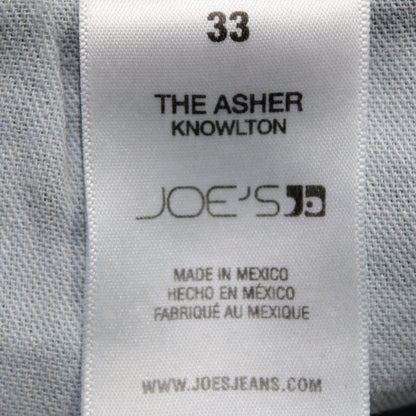 33
THE ASHER
KNOWLTON
JOE'S
MADE IN MEXICO
HECHO EN MÉXICO
FABRIQUÉ AU MEXIQUE
WWW.JOESJEANS.COM